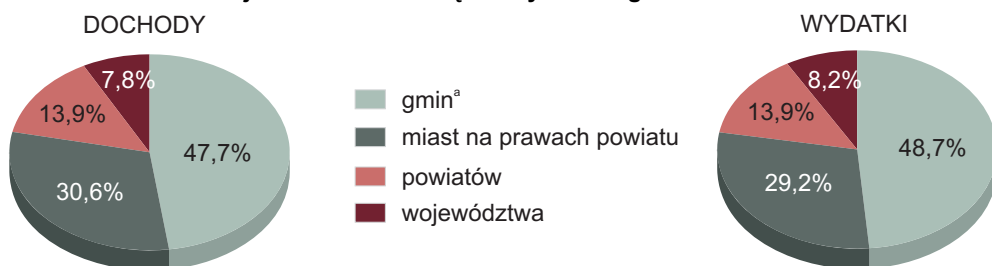 DOCHODY
7,8%
13,9%
47,7%
30,6%
gminᵃ
miast na prawach powiatu
powiatów
województwa
WYDATKI
8,2%
13,9%
48,7%
29,2%